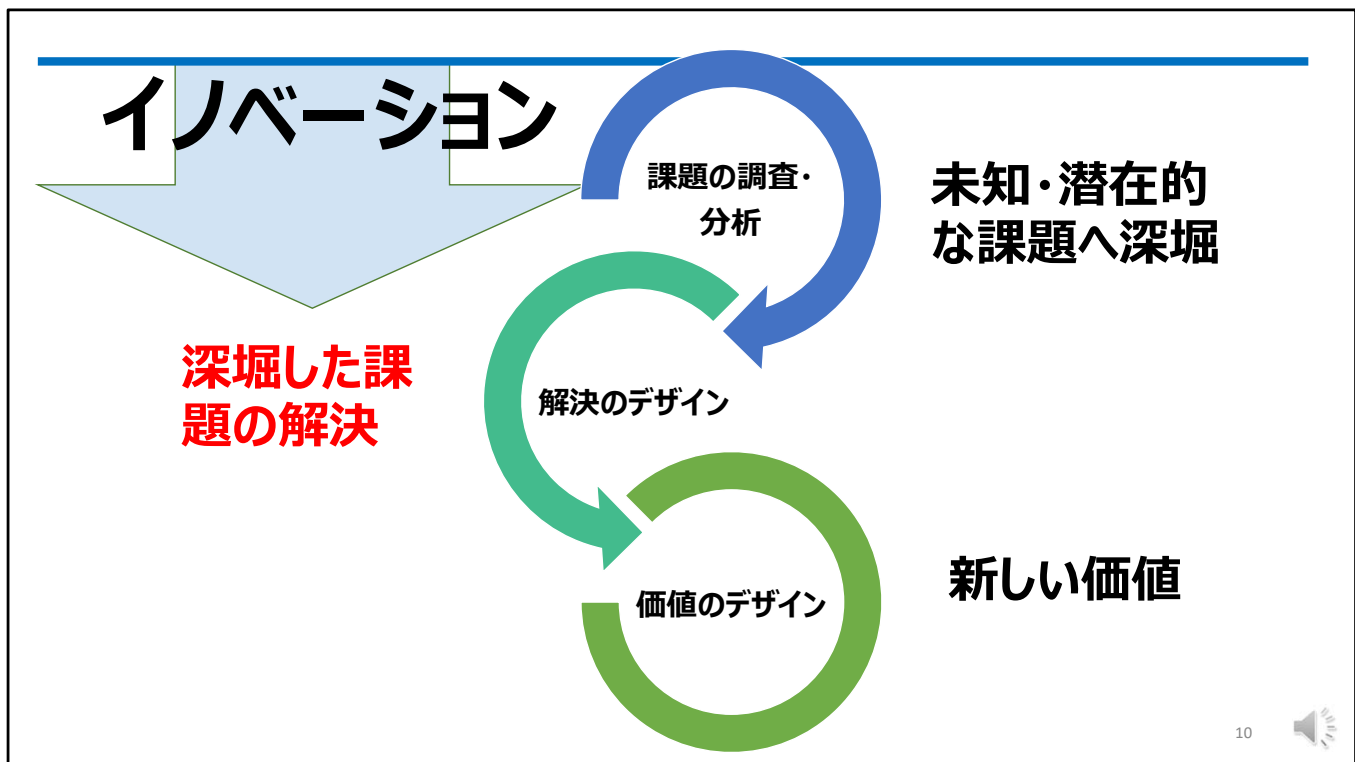 イノベーション
課題の調査・
分析
未知・潜在的
な課題へ深堀
深堀した課
題の解決
解決のデザイン
価値のデザイン
新しい価値
10